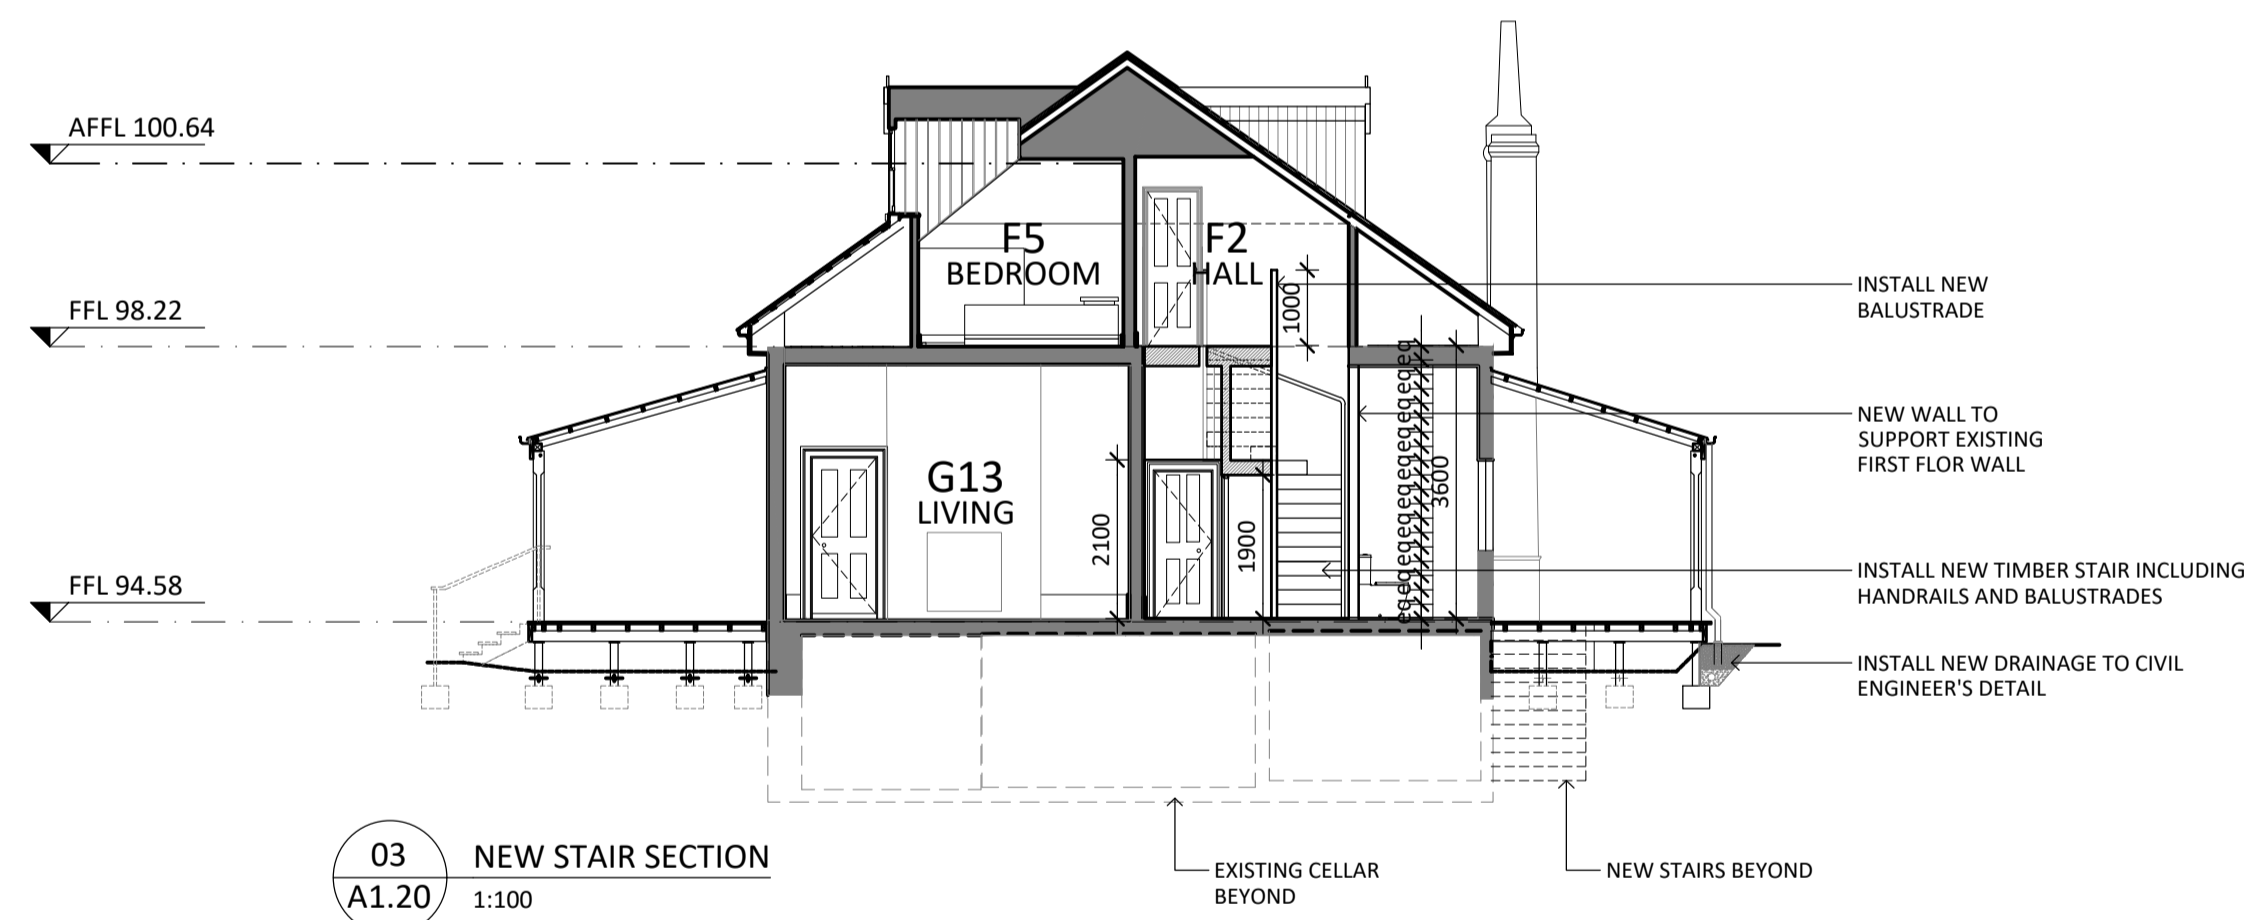 AFFL 100.64
FFL 98.22
FFL 94.58
F5
BEDROOM
F2
HALL
1000
G13
LIVING
2100
1900
eqeqeqeqeqeqeqeqeqeqeqeqeqeqeqeq
3600
INSTALL NEW
BALUSTRADE
NEW WALL TO
SUPPORT EXISTING
FIRST FLOR WALL
INSTALL NEW TIMBER STAIR INCLUDING
HANDRAILS AND BALUSTRADES
INSTALL NEW DRAINAGE TO CIVIL
ENGINEER'S DETAIL
EXISTING CELLAR
BEYOND
NEW STAIRS BEYOND
03
A1.20
NEW STAIR SECTION
1:100